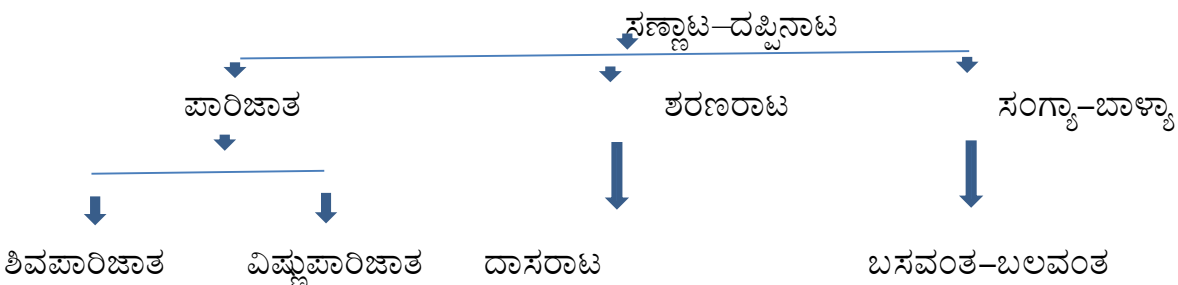 ಸಣ್ಣಾಟ–ದಪ್ಪಿನಾಟ
ಪಾರಿಜಾತ ಶರಣರಾಟ ಸಂಗ್ಯಾ–ಬಾಳ್ಯಾ
ಶಿವಪಾರಿಜಾತ ವಿಷ್ಣುಪಾರಿಜಾತ ದಾಸರಾಟ ಬಸವಂತ–ಬಲವಂತ